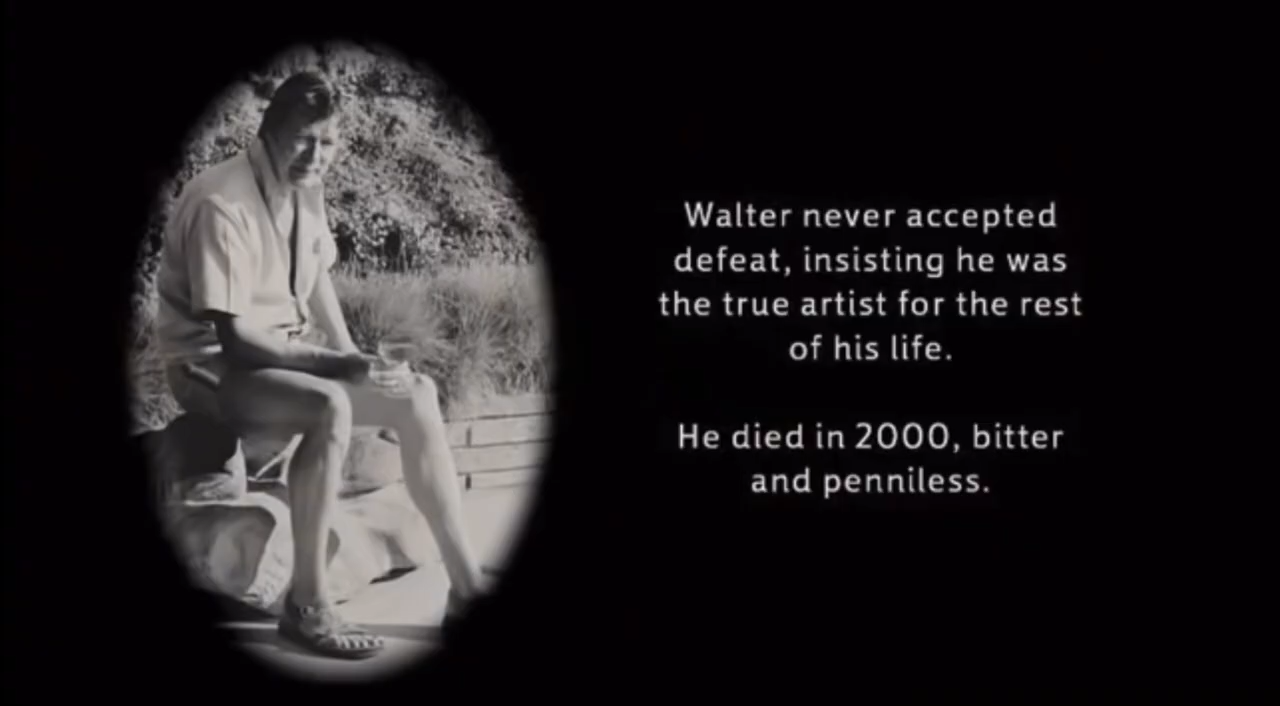 Walter never accepted
defeat, insisting he was
the true artist for the rest
of his life.
He died in 2000, bitter
and penniless.